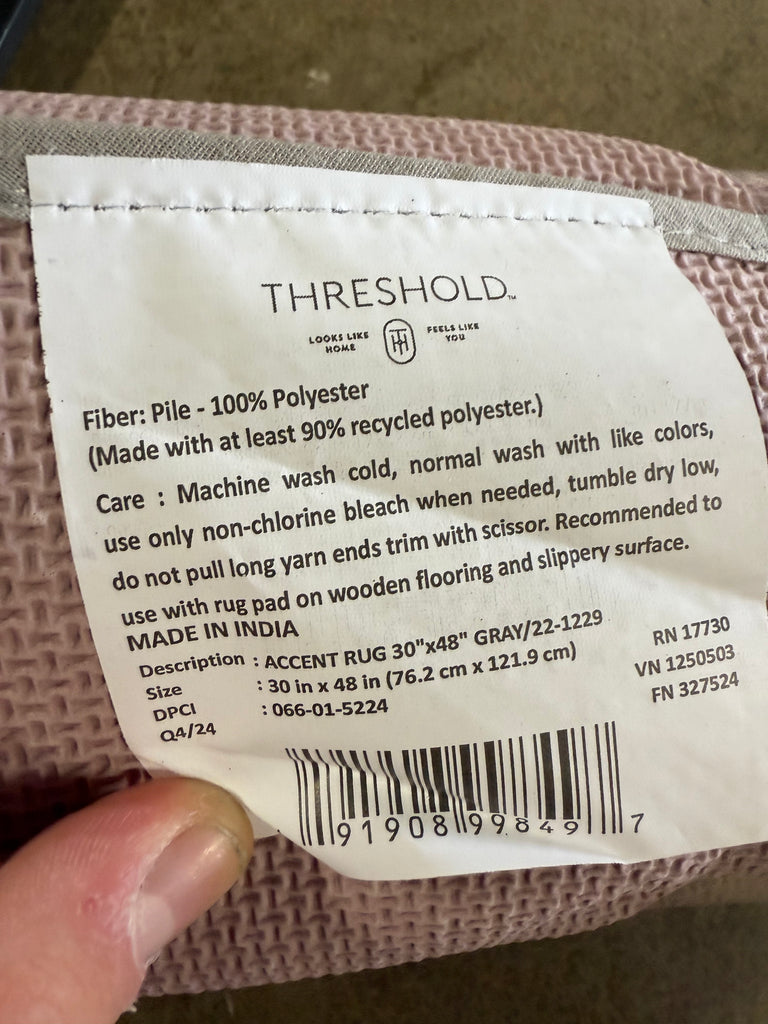 THRESHOLD™
LOOKS LIKE HOME TH FEELS LIKE YOU
Fiber: Pile - 100% Polyester
(Made with at least 90% recycled polyester.)
Care : Machine wash cold, normal wash with like colors,
use only non-chlorine bleach when needed, tumble dry low,
do not pull long yarn ends trim with scissor. Recommended to
use with rug pad on wooden flooring and slippery surface.
MADE IN INDIA
Description : ACCENT RUG 30"x48" GRAY/22-1229
Size : 30 in x 48 in (76.2 cm x 121.9 cm)
DPCI : 066-01-5224
Q4/24
RN 17730
VN 1250503
FN 327524
91908 99849 7